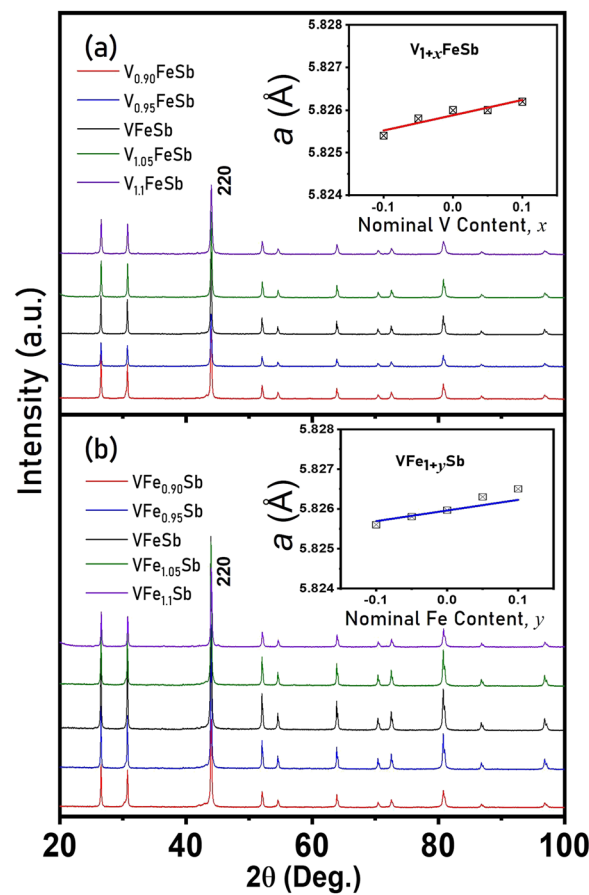 (a)
V0.90FeSb
V0.95FeSb
VFeSb
V1.05FeSb
V1.1FeSb
220
5.828
5.827
5.826
5.825
5.824
a (Å)
V1+xFeSb
-0.1 0.0 0.1
Nominal V Content, x
Intensity (a.u.)
(b)
VFe0.90Sb
VFe0.95Sb
VFeSb
VFe1.05Sb
VFe1.1Sb
220
5.828
5.827
5.826
5.825
5.824
a (Å)
VFe1+ySb
-0.1 0.0 0.1
Nominal Fe Content, y
20 40 60 80 100
2θ (Deg.)